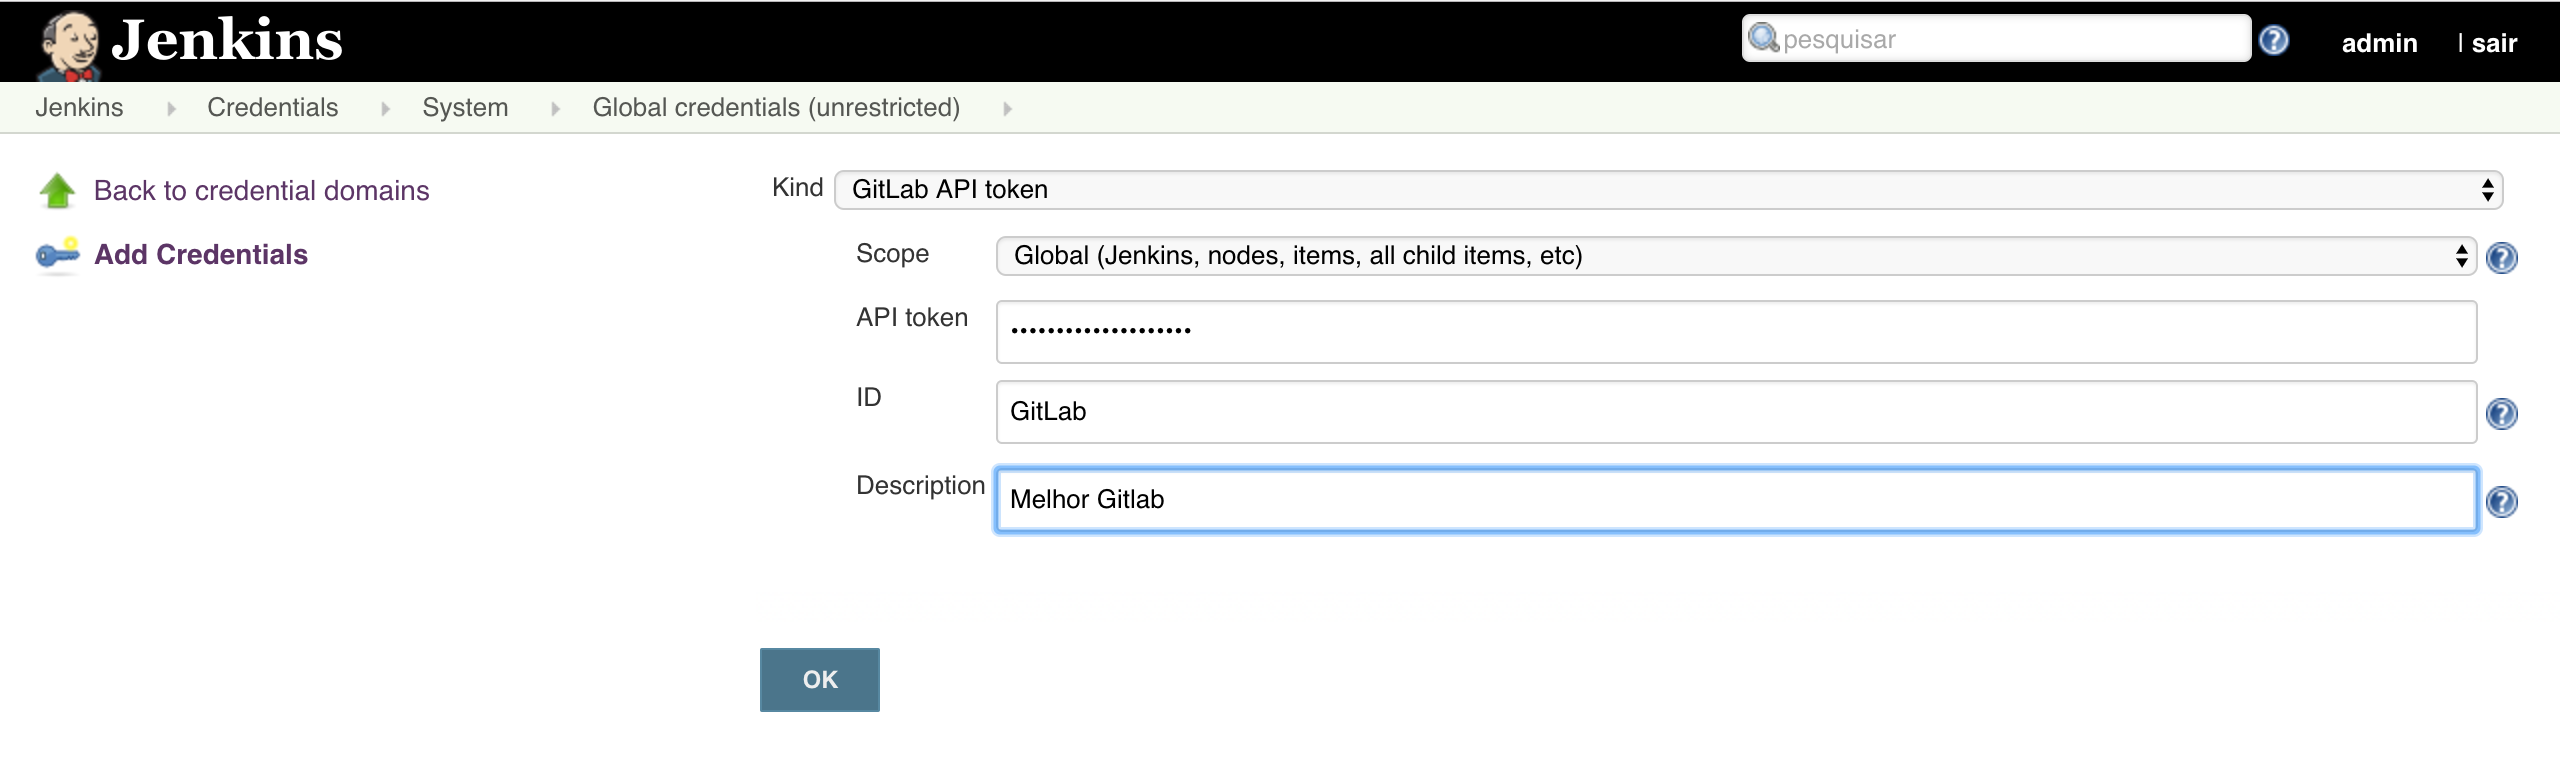 Jenkins
pesquisar
admin | sair
Jenkins Credentials System Global credentials (unrestricted)
Back to credential domains
Add Credentials
Kind GitLab API token
Scope Global (Jenkins, nodes, items, all child items, etc)
API token ••••••••••••••••••••
ID GitLab
Description Melhor Gitlab
OK